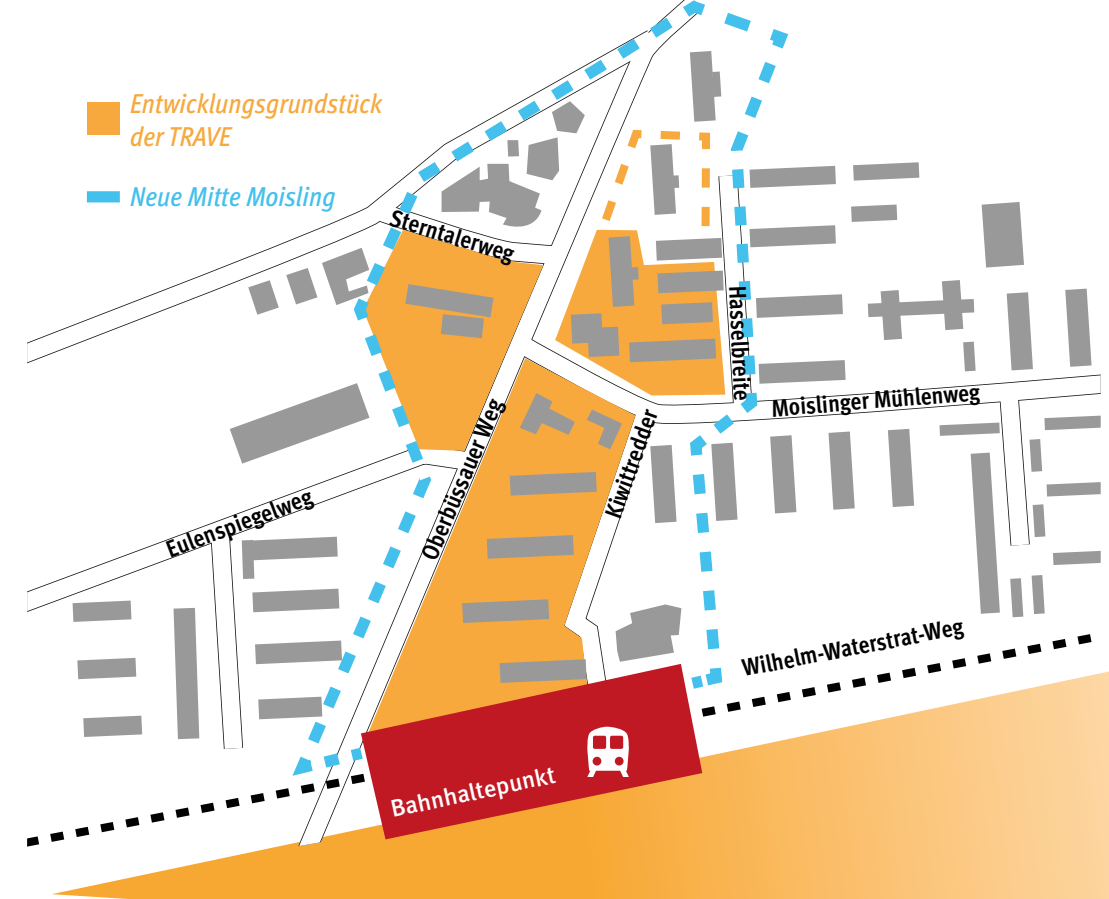 Entwicklungsgrundstück
der TRAVE
Neue Mitte Moisling
Sterntalerweg
Hasselbreite
Moislinger Mühlenweg
Oberbüssauer Weg
Kiwittredder
Eulenspiegelweg
Wilhelm-Waterstrat-Weg
Bahnhaltepunkt